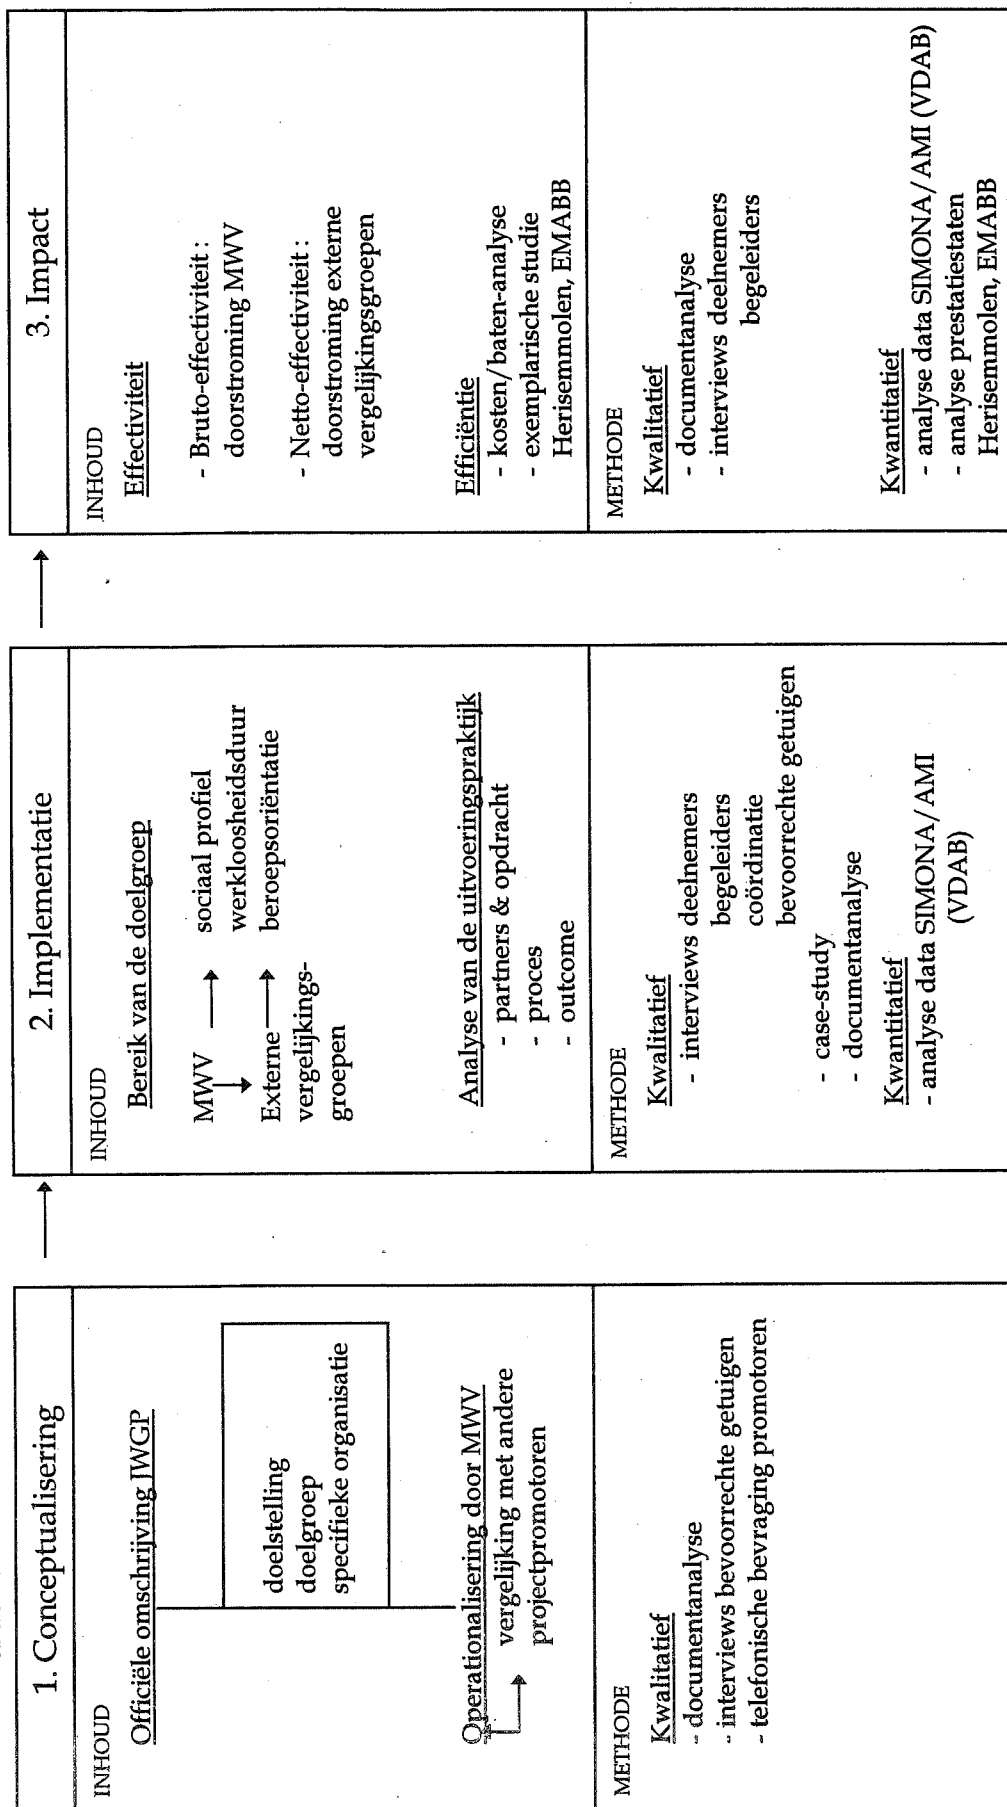 1. Conceptualisering
INHOUD
Officiële omschrijving JWGP
doelstelling
doelgroep
specifieke organisatie
Operationalisering door MWV
vergelijking met andere
projectpromotoren
METHODE
Kwalitatief
- documentanalyse
- interviews bevoorrechte getuigen
- telefonische bevraging promotoren
2. Implementatie
INHOUD
Bereik van de doelgroep
MWV → sociaal profiel
werkloosheidsduur
Externe → beroepsoriëntatie
vergelijkings-
groepen
Analyse van de uitvoeringspraktijk
- partners & opdracht
- proces
- outcome
METHODE
Kwalitatief
- interviews deelnemers
begeleiders
coördinatie
bevoorrechte getuigen
- case-study
- documentanalyse
Kwantitatief
- analyse data SIMONA/AMI
(VDAB)
3. Impact
INHOUD
Effectiviteit
- Bruto-effectiviteit :
doorstroming MWV
- Netto-effectiviteit :
doorstroming externe
vergelijkingsgroepen
Efficiëntie
- kosten/baten-analyse
- exemplarische studie
Herisemmolen, EMABB
METHODE
Kwalitatief
- documentanalyse
- interviews deelnemers
begeleiders
Kwantitatief
- analyse data SIMONA/AMI (VDAB)
- analyse prestatiestaten
Herisemmolen, EMABB